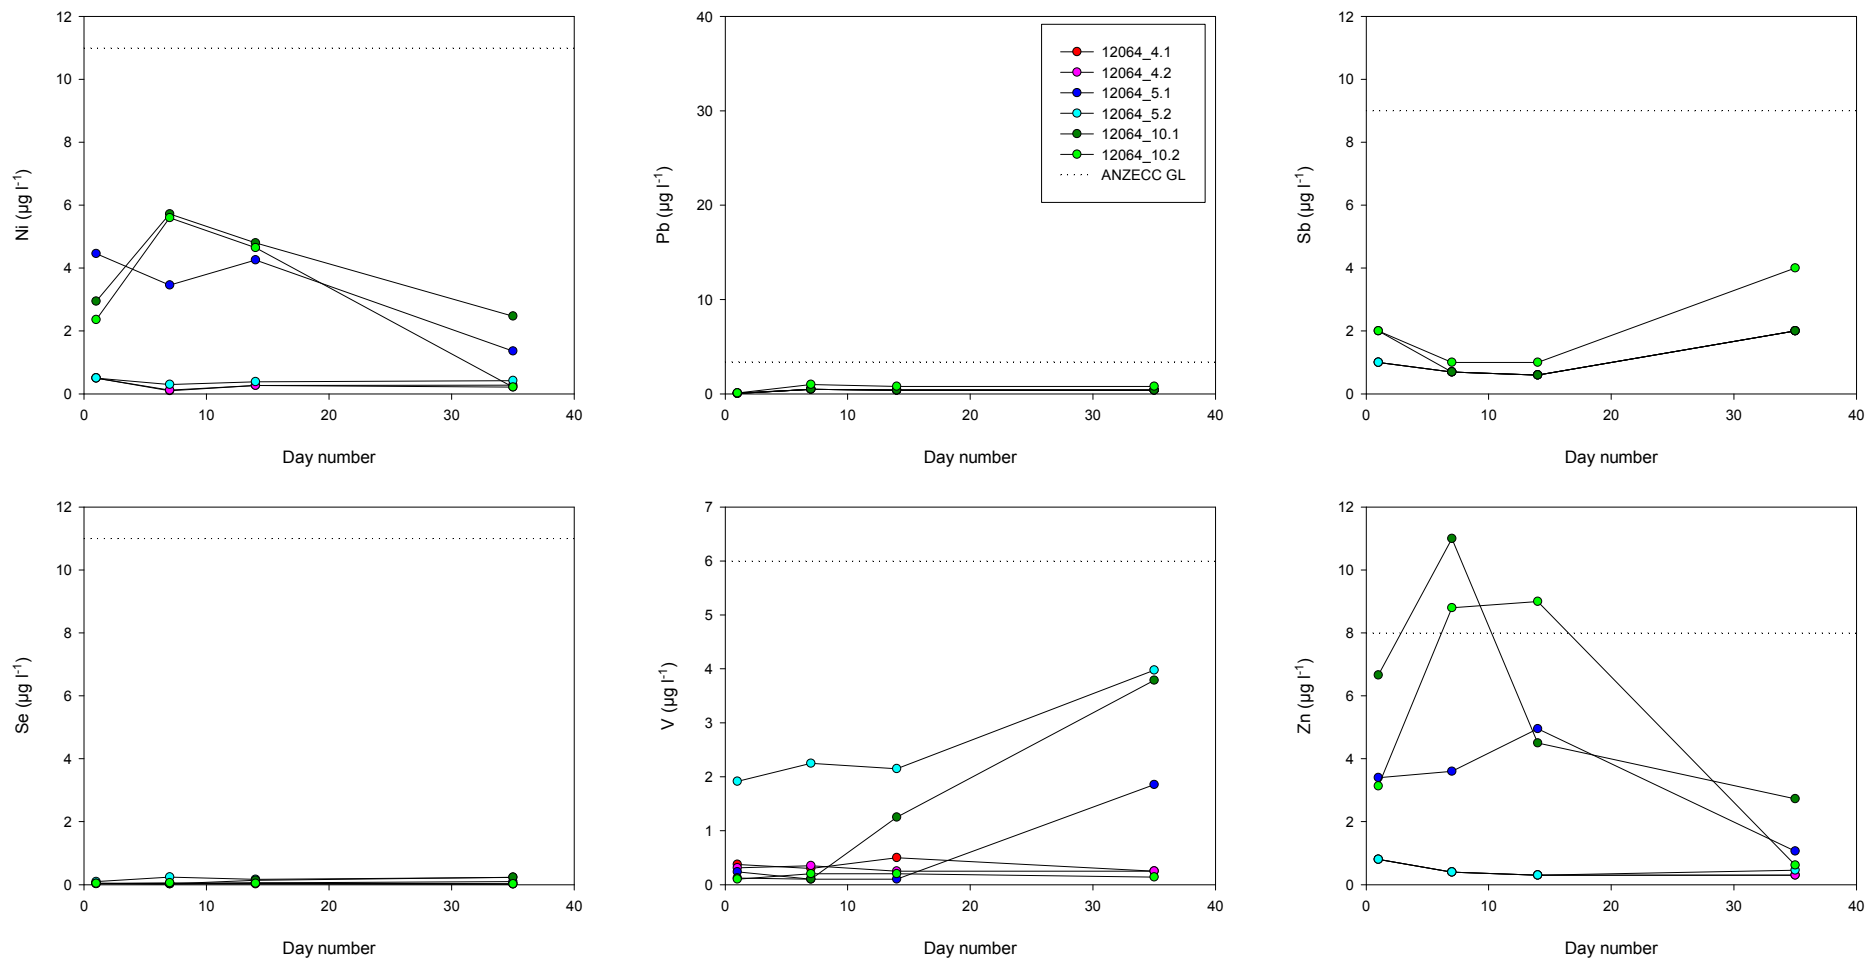 12
10
8
6
4
2
0
Ni (µg l-1)
0 10 20 30 40
Day number
40
30
20
10
0
Pb (µg l-1)
0 10 20 30 40
Day number
12064_4.1
12064_4.2
12064_5.1
12064_5.2
12064_10.1
12064_10.2
ANZECC GL
12
10
8
6
4
2
0
Sb (µg l-1)
0 10 20 30 40
Day number
12
10
8
6
4
2
0
Se (µg l-1)
0 10 20 30 40
Day number
7
6
5
4
3
2
1
0
V (µg l-1)
0 10 20 30 40
Day number
12
10
8
6
4
2
0
Zn (µg l-1)
0 10 20 30 40
Day number